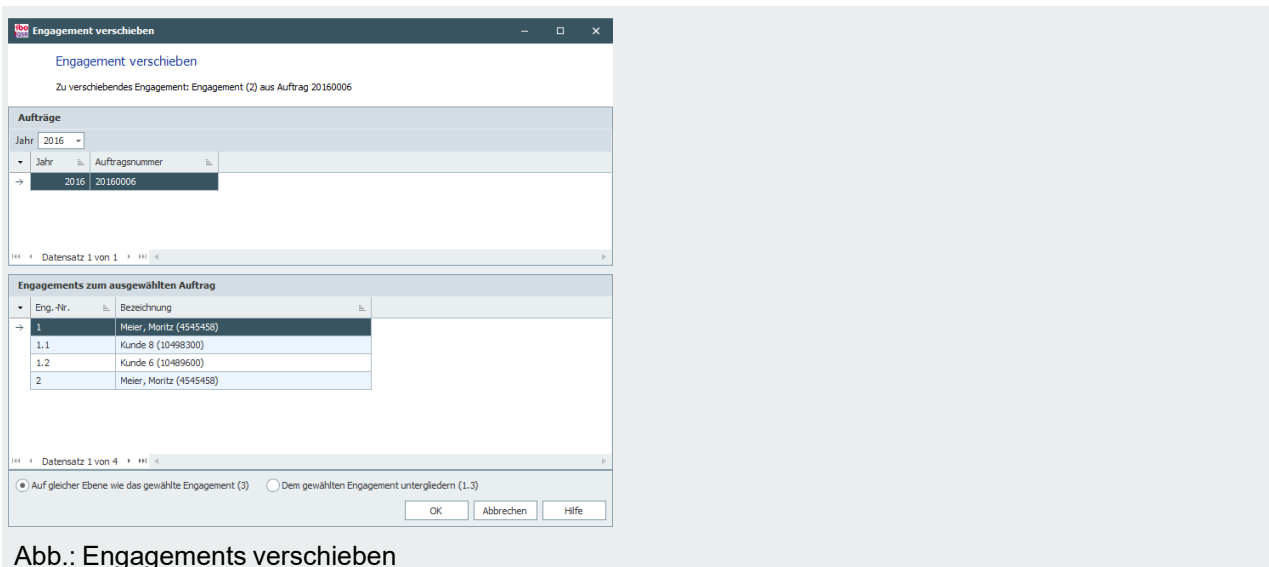 ibo Engagement verschieben
Engagement verschieben
Zu verschiebendes Engagement: Engagement (2) aus Auftrag 20160006
Aufträge
Jahr 2016
Jahr Auftragsnummer
2016 20160006
Datensatz 1 von 1
Engagements zum ausgewählten Auftrag
Eng.-Nr. Bezeichnung
1 Meier, Moritz (4545458)
1.1 Kunde 8 (10498300)
1.2 Kunde 6 (10489600)
2 Meier, Moritz (4545458)
Datensatz 1 von 4
Auf gleicher Ebene wie das gewählte Engagement (3) Dem gewählten Engagement untergliedern (1.3)
OK Abbrechen Hilfe
Abb.: Engagements verschieben